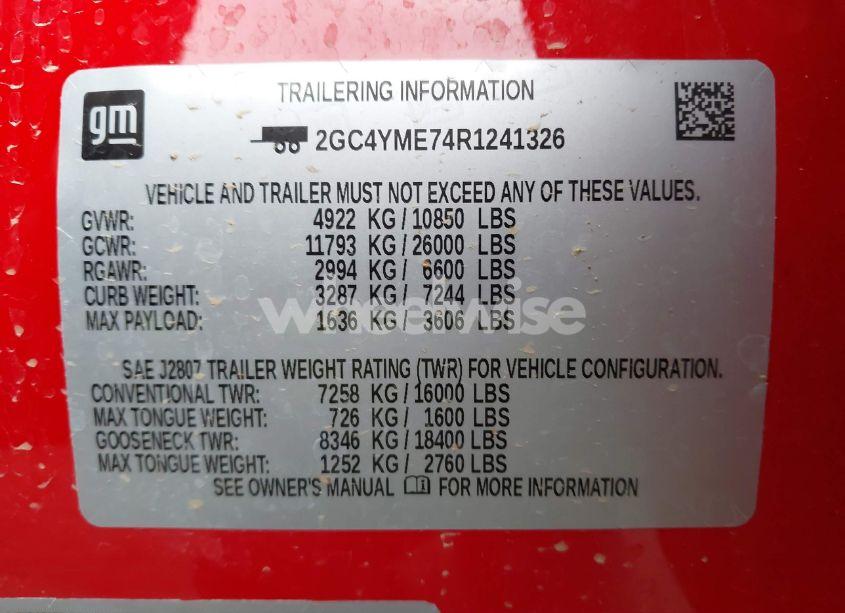 gm
TRAILERING INFORMATION
2GC4YME74R1241326
VEHICLE AND TRAILER MUST NOT EXCEED ANY OF THESE VALUES.
GVWR: 4922 KG / 10850 LBS
GCWR: 11793 KG / 26000 LBS
RGAWR: 2994 KG / 6600 LBS
CURB WEIGHT: 3287 KG / 7244 LBS
MAX PAYLOAD: 1636 KG / 3606 LBS
SAE J2807 TRAILER WEIGHT RATING (TWR) FOR VEHICLE CONFIGURATION.
CONVENTIONAL TWR: 7258 KG / 16000 LBS
MAX TONGUE WEIGHT: 726 KG / 1600 LBS
GOOSENECK TWR: 8346 KG / 18400 LBS
MAX TONGUE WEIGHT: 1252 KG / 2760 LBS
SEE OWNER'S MANUAL FOR MORE INFORMATION